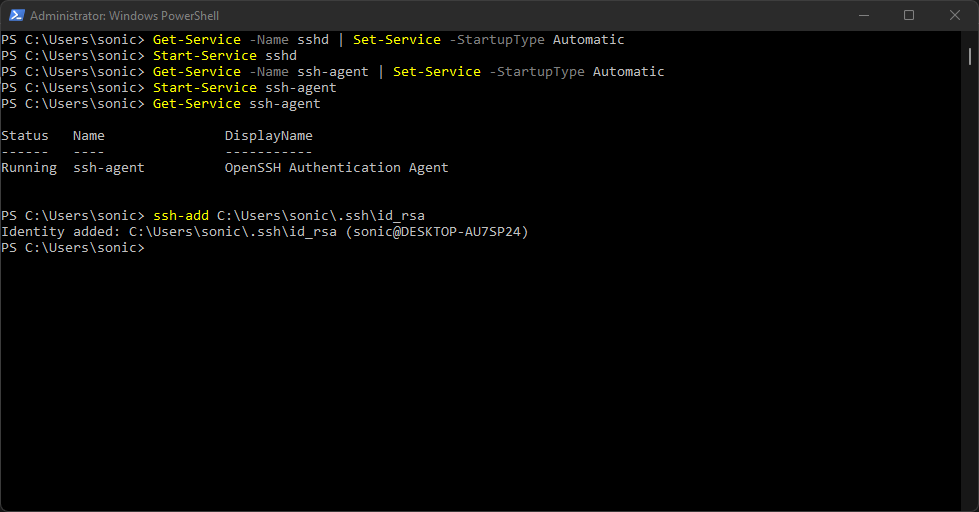 Administrator: Windows PowerShell
PS C:\Users\sonic> Get-Service -Name sshd | Set-Service -StartupType Automatic
PS C:\Users\sonic> Start-Service sshd
PS C:\Users\sonic> Get-Service -Name ssh-agent | Set-Service -StartupType Automatic
PS C:\Users\sonic> Start-Service ssh-agent
PS C:\Users\sonic> Get-Service ssh-agent
Status   Name               DisplayName
------   ----               -----------
Running  ssh-agent          OpenSSH Authentication Agent
PS C:\Users\sonic> ssh-add C:\Users\sonic\.ssh\id_rsa
Identity added: C:\Users\sonic\.ssh\id_rsa (sonic@DESKTOP-AU7SP24)
PS C:\Users\sonic>